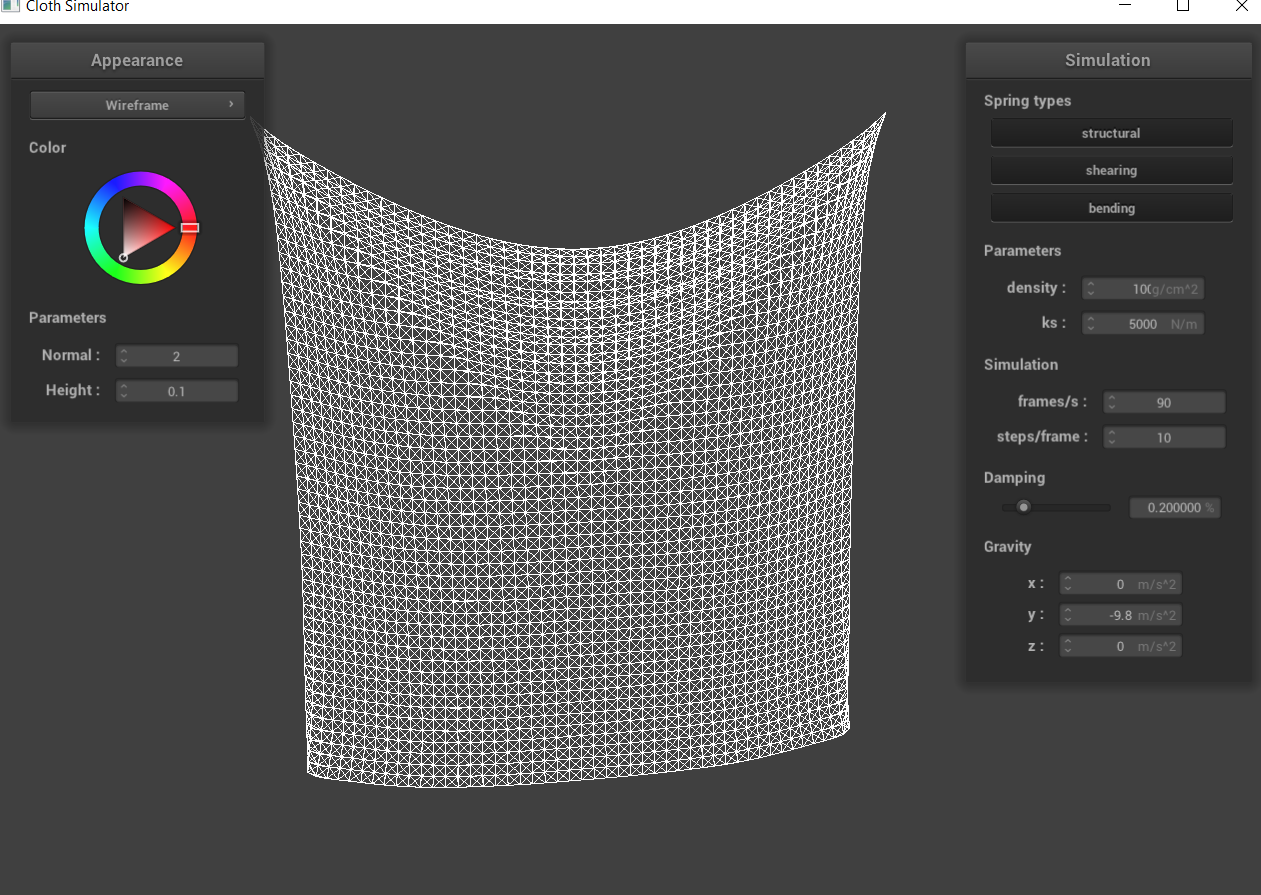 Cloth Simulator
Appearance
Wireframe
Color
Parameters
Normal : 2
Height : 0.1
Simulation
Spring types
structural
shearing
bending
Parameters
density : 100 g/cm^2
ks : 5000 N/m
Simulation
frames/s : 90
steps/frame : 10
Damping
0.200000 %
Gravity
x : 0 m/s^2
y : -9.8 m/s^2
z : 0 m/s^2